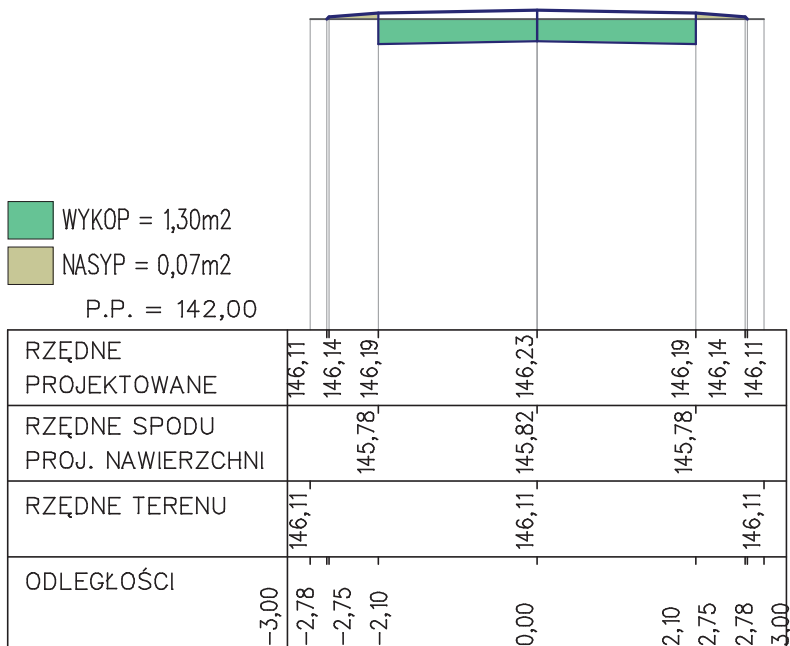 WYKOP = 1,30m2
NASYP = 0,07m2
P.P. = 142,00
RZĘDNE
PROJEKTOWANE
146,11 146,14 146,19 146,23 146,19 146,14 146,11
RZĘDNE SPODU
PROJ. NAWIERZCHNI
145,78 145,82 145,78
RZĘDNE TERENU
146,11 146,11 146,11
ODLEGŁOŚCI
-3,00 -2,78 -2,75 -2,10 0,00 2,10 2,75 2,78 3,00